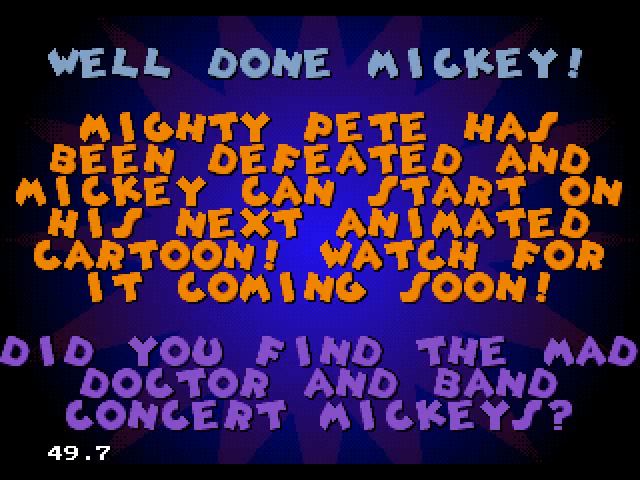 WELL DONE MICKEY!
MIGHTY PETE HAS
BEEN DEFEATED AND
MICKEY CAN START ON
HIS NEXT ANIMATED
CARTOON! WATCH FOR
IT COMING SOON!
DID YOU FIND THE MAD
DOCTOR AND BAND
CONCERT MICKEYS?
49.7